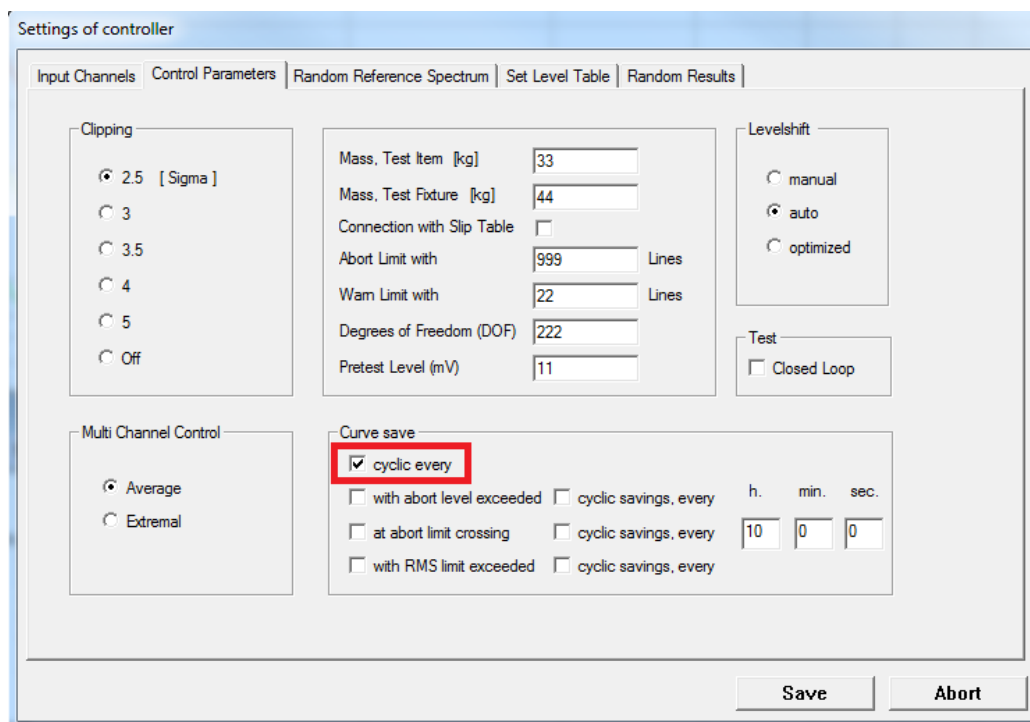 Settings of controller
Input Channels Control Parameters Random Reference Spectrum Set Level Table Random Results
Clipping
2.5 [ Sigma ]
3
3.5
4
5
Off
Mass, Test Item [kg] 33
Mass, Test Fixture [kg] 44
Connection with Slip Table
Abort Limit with 999 Lines
Warn Limit with 22 Lines
Degrees of Freedom (DOF) 222
Pretest Level (mV) 11
Levelshift
manual
auto
optimized
Test
Closed Loop
Multi Channel Control
Average
Extremal
Curve save
cyclic every
with abort level exceeded cyclic savings, every
at abort limit crossing cyclic savings, every
with RMS limit exceeded cyclic savings, every
h. min. sec.
10 0 0
Save Abort